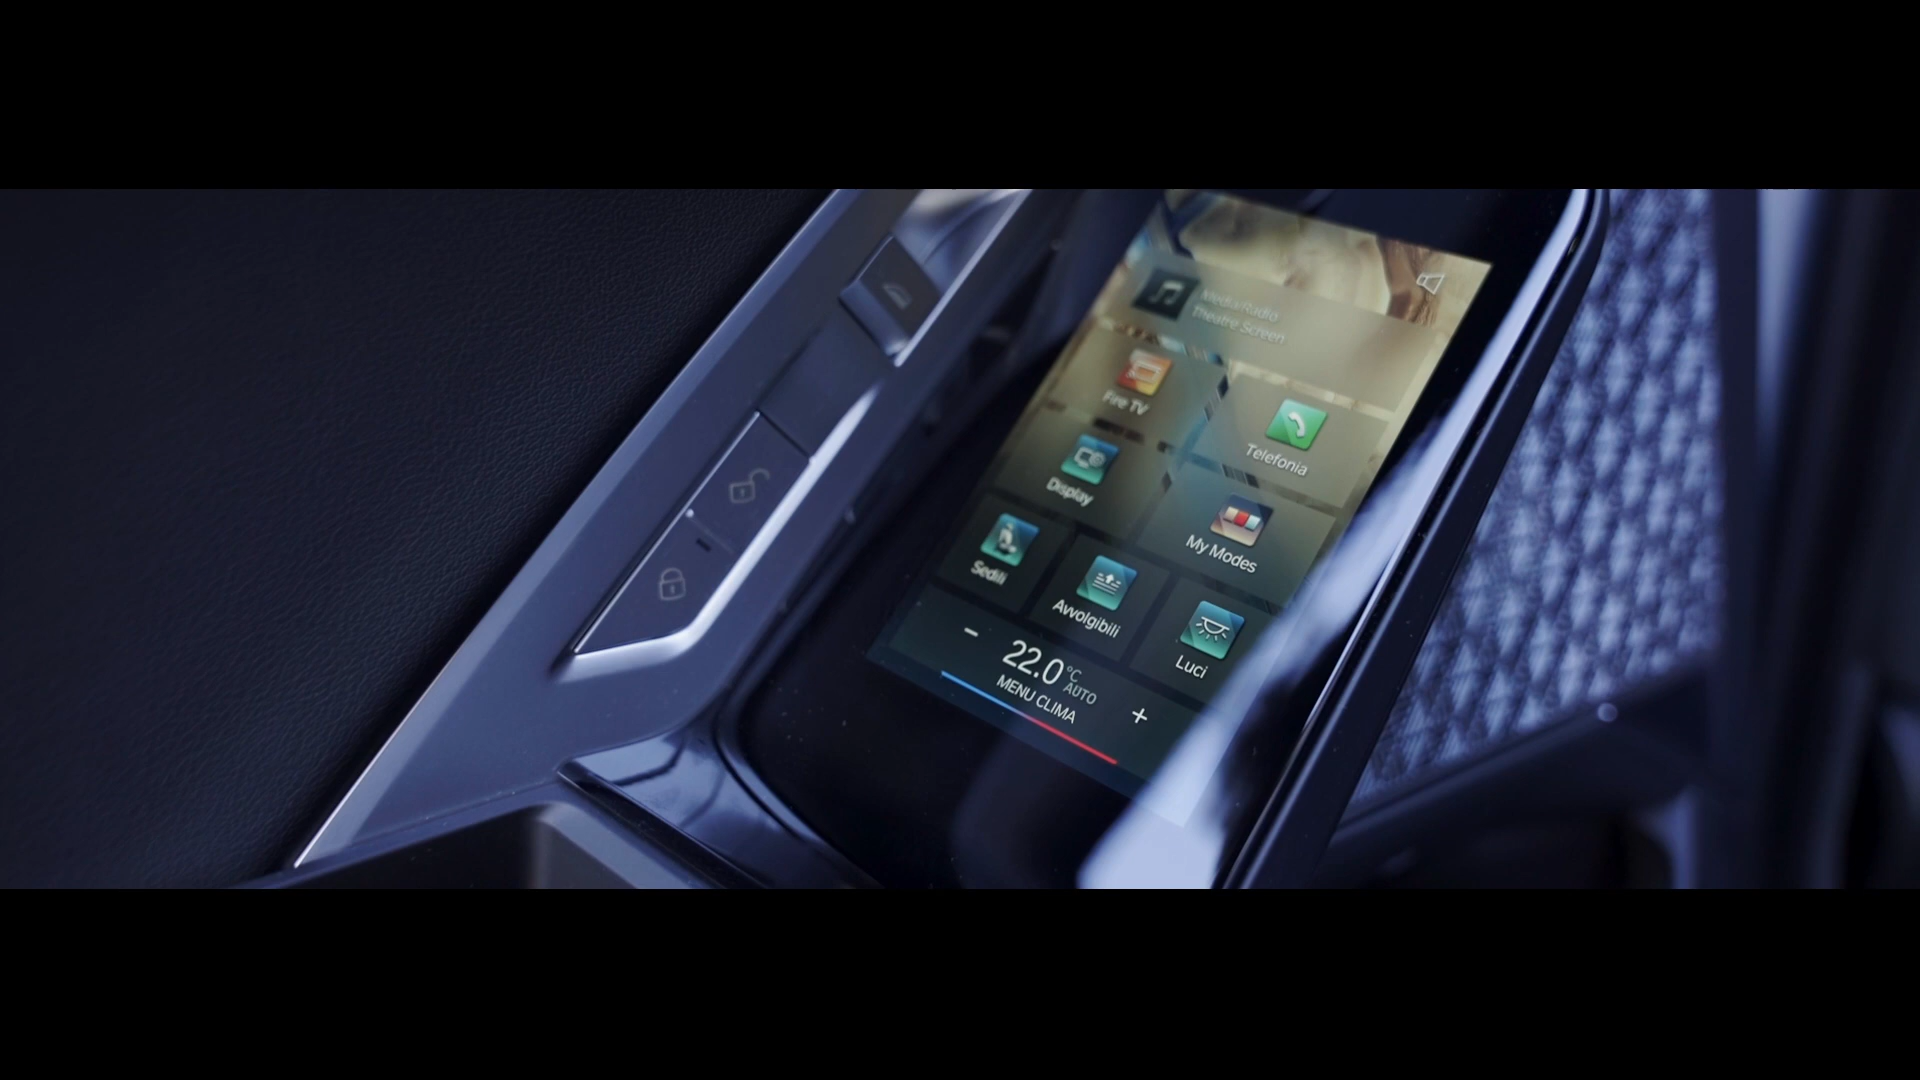 Media/Radio
Theatre Screen
Fire TV
Telefonia
Display
My Modes
Sedili
Avvolgibili
Luci
− 22.0 °C AUTO +
MENU CLIMA